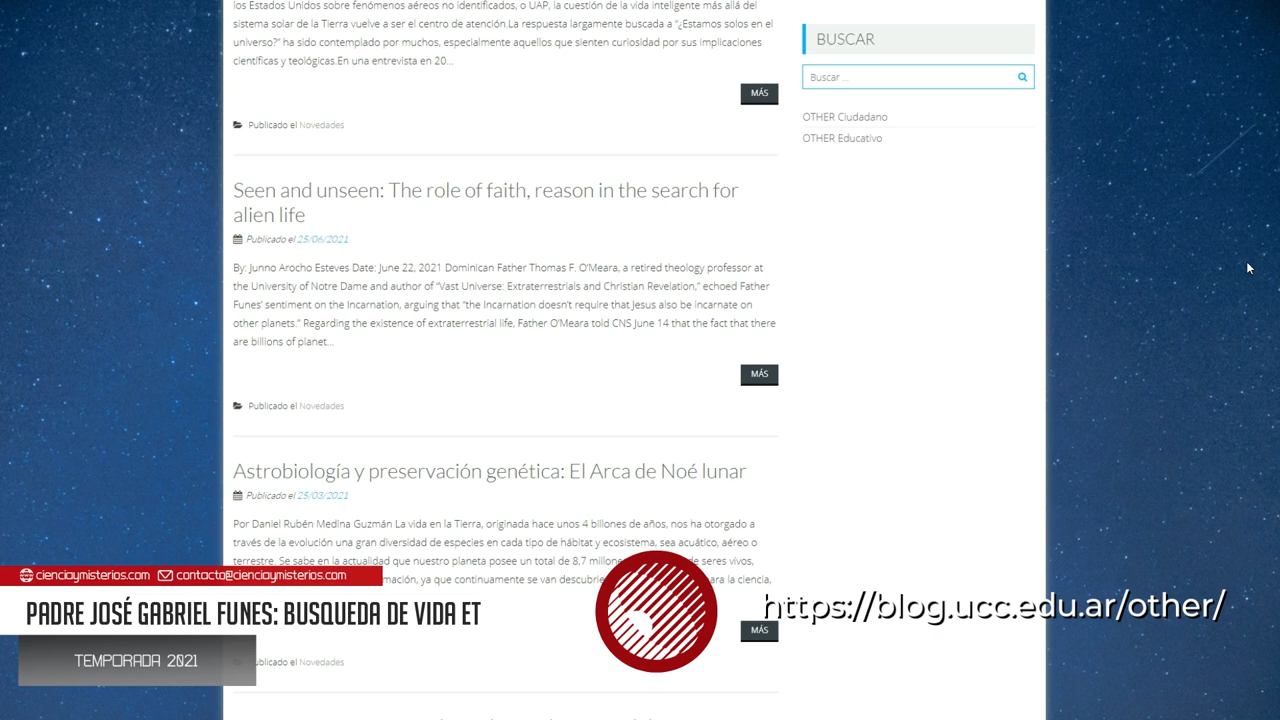 los Estados Unidos sobre fenómenos aéreos no identificados, o UAP, la cuestión de la vida inteligente más allá del
sistema solar de la Tierra vuelve a ser el centro de atención.La respuesta largamente buscada a "¿Estamos solos en el
universo?" ha sido contemplado por muchos, especialmente aquellos que sienten curiosidad por sus implicaciones
científicas y teológicas.En una entrevista en 20...
MÁS
Publicado el Novedades
Seen and unseen: The role of faith, reason in the search for
alien life
Publicado el 25/06/2021
By: Junno Arocho Esteves Date: June 22, 2021 Dominican Father Thomas F. O'Meara, a retired theology professor at
the University of Notre Dame and author of "Vast Universe: Extraterrestrials and Christian Revelation," echoed Father
Funes' sentiment on the Incarnation, arguing that "the Incarnation doesn't require that Jesus also be incarnate on
other planets." Regarding the existence of extraterrestrial life, Father O'Meara told CNS June 14 that the fact that there
are billions of planet...
MÁS
Publicado el Novedades
Astrobiología y preservación genética: El Arca de Noé lunar
Publicado el 25/03/2021
Por Daniel Rubén Medina Guzmán La vida en la Tierra, originada hace unos 4 billones de años, nos ha otorgado a
través de la evolución una gran diversidad de especies en cada tipo de hábitat y ecosistema, sea acuático, aéreo o
terrestre. Se sabe en la actualidad que nuestro planeta posee un total de 8,7 de seres vivos,
ya que continuamente se van para la ciencia,
MÁS
Novedades
BUSCAR
Buscar ...
OTHER Ciudadano
OTHER Educativo
cienciaymisterios.com contacto@cienciaymisterios.com
PADRE JOSÉ GABRIEL FUNES: BUSQUEDA DE VIDA ET
TEMPORADA 2021
https://blog.ucc.edu.ar/other/